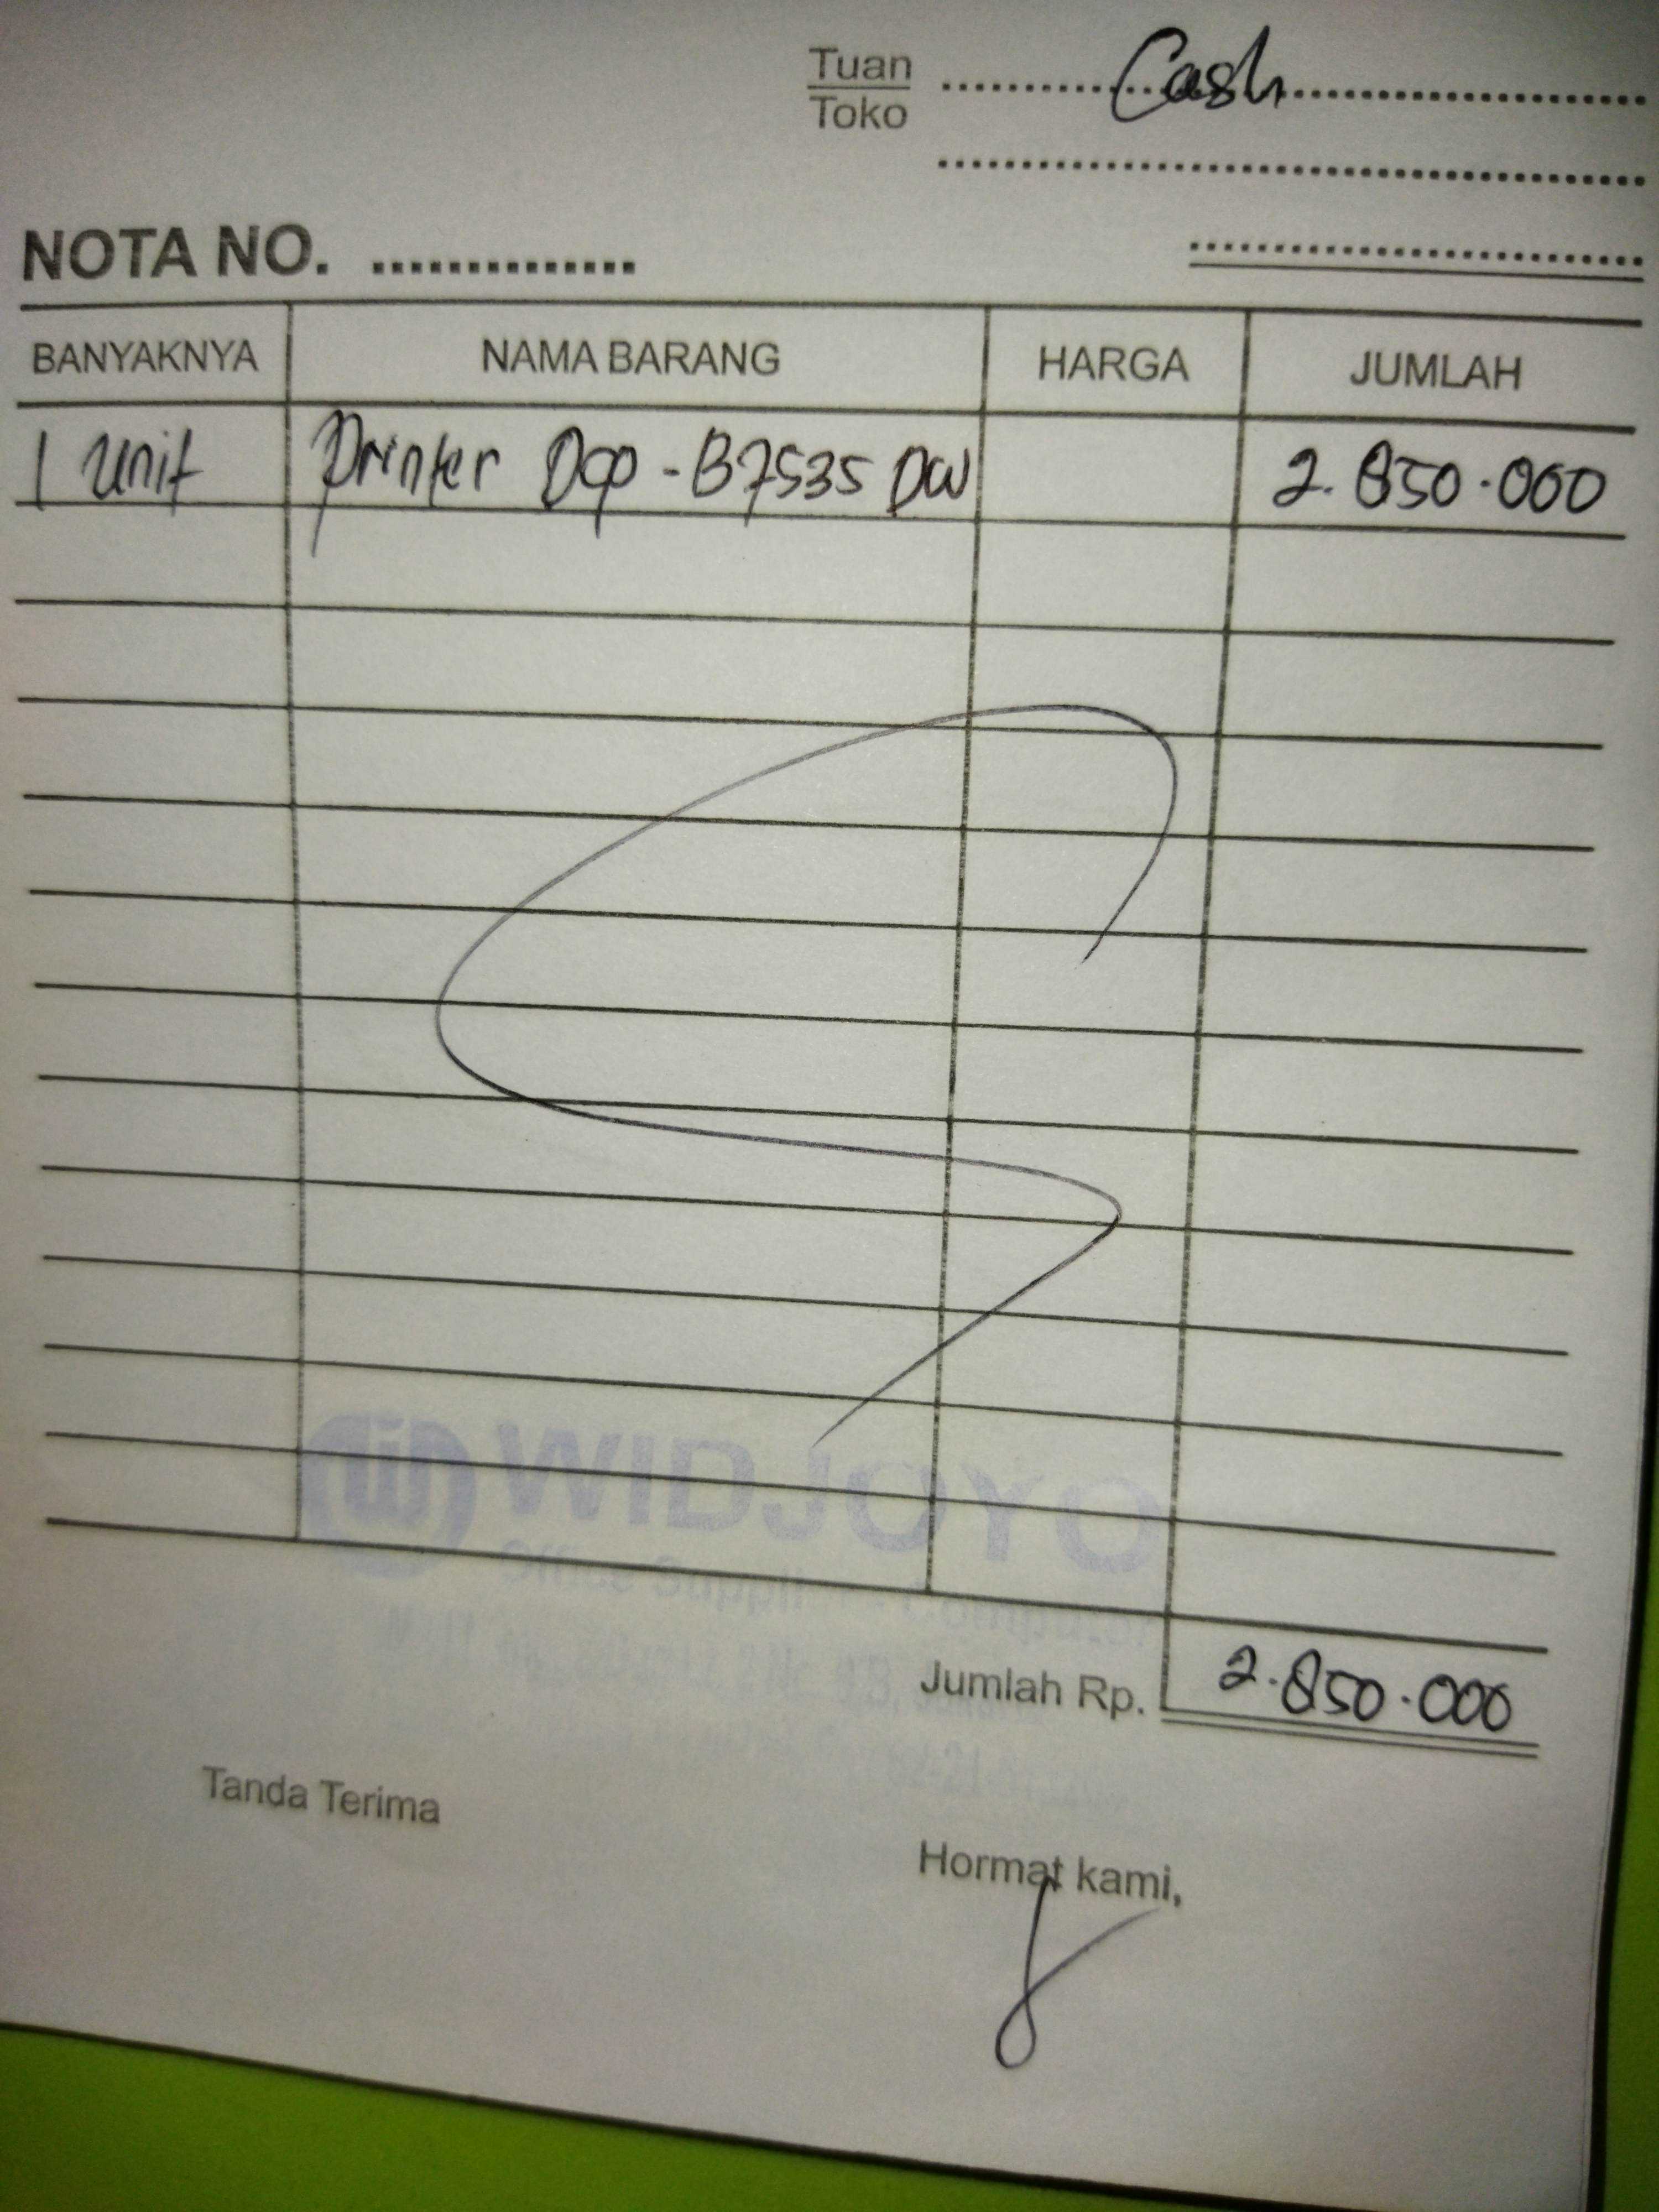 Tuan Cash
Toko
NOTA NO. ..............
BANYAKNYA NAMA BARANG HARGA JUMLAH
1 Unit Printer Dcp - B7535 DW 2.850.000
WIDJOYO
Office Computer
Jumlah Rp. 2.850.000
Tanda Terima
Hormat kami,